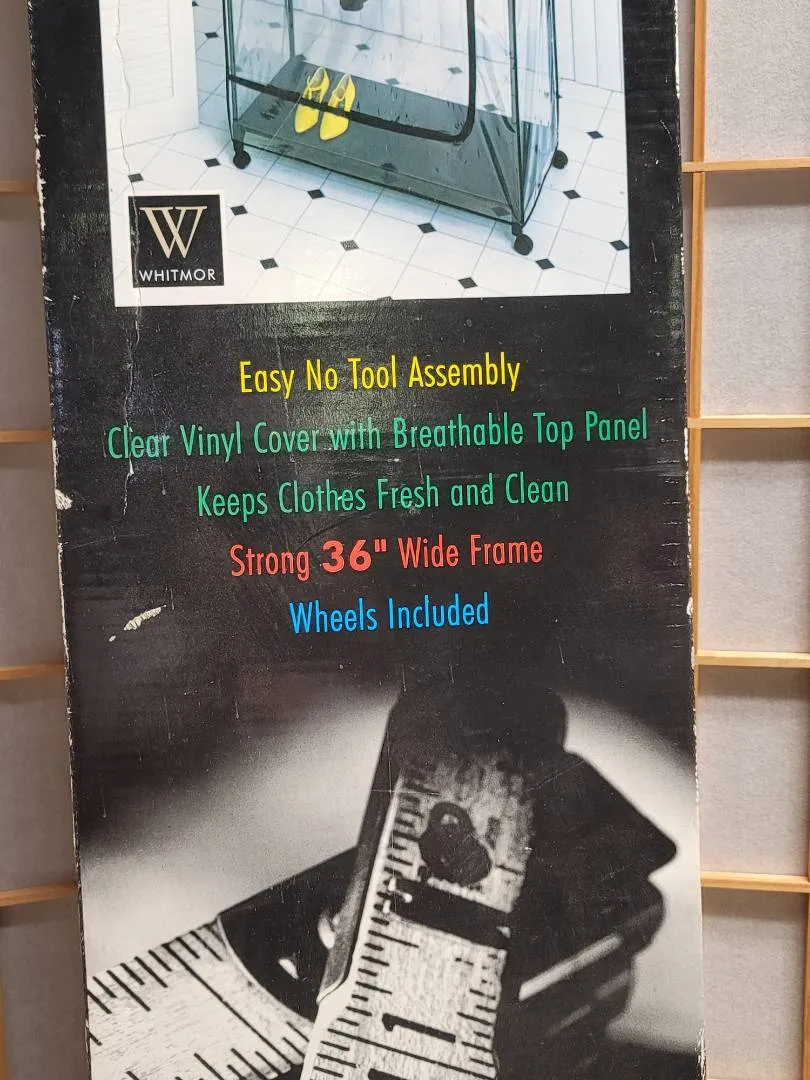 W
WHITMOR
Easy No Tool Assembly
Clear Vinyl Cover with Breathable Top Panel
Keeps Clothes Fresh and Clean
Strong 36" Wide Frame
Wheels Included
1